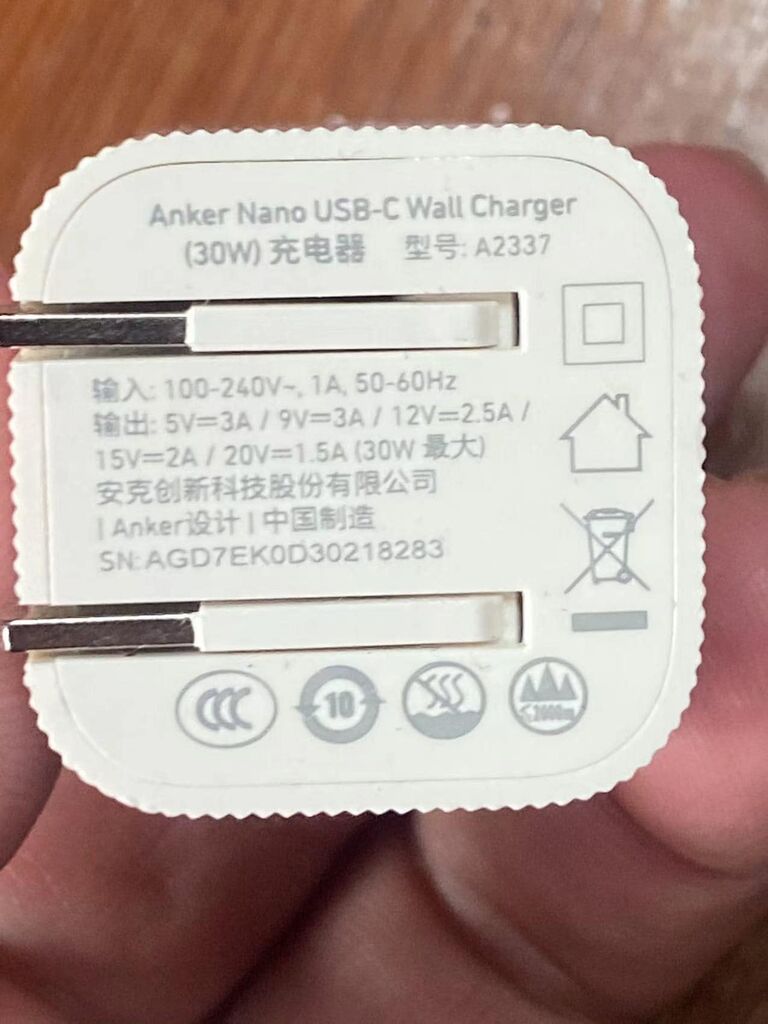 Anker Nano USB-C Wall Charger
(30W) 充电器 型号: A2337
输入: 100-240V~, 1A, 50-60Hz
输出: 5V⎓3A / 9V⎓3A / 12V⎓2.5A /
15V⎓2A / 20V⎓1.5A (30W 最大)
安克创新科技股份有限公司
| Anker设计 | 中国制造
SN:AGD7EK0D30218283
CCC 10 ≤2000m